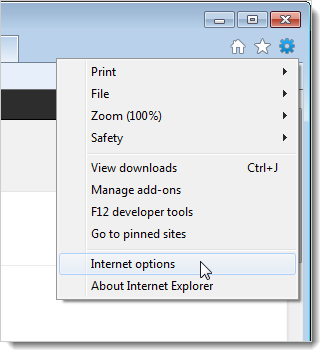 Print
File
Zoom (100%)
Safety
View downloads Ctrl+J
Manage add-ons
F12 developer tools
Go to pinned sites
Internet options
About Internet Explorer